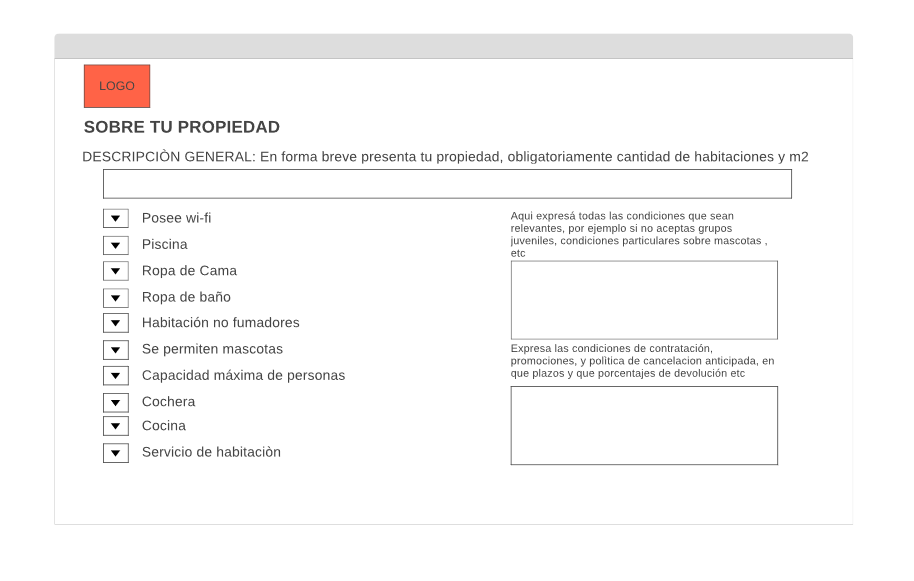 LOGO
SOBRE TU PROPIEDAD
DESCRIPCIÒN GENERAL: En forma breve presenta tu propiedad, obligatoriamente cantidad de habitaciones y m2
Posee wi-fi
Piscina
Ropa de Cama
Ropa de baño
Habitación no fumadores
Se permiten mascotas
Capacidad máxima de personas
Cochera
Cocina
Servicio de habitaciòn
Aqui expresá todas las condiciones que sean
relevantes, por ejemplo si no aceptas grupos
juveniles, condiciones particulares sobre mascotas ,
etc
Expresa las condiciones de contratación,
promociones, y polìtica de cancelacion anticipada, en
que plazos y que porcentajes de devolución etc